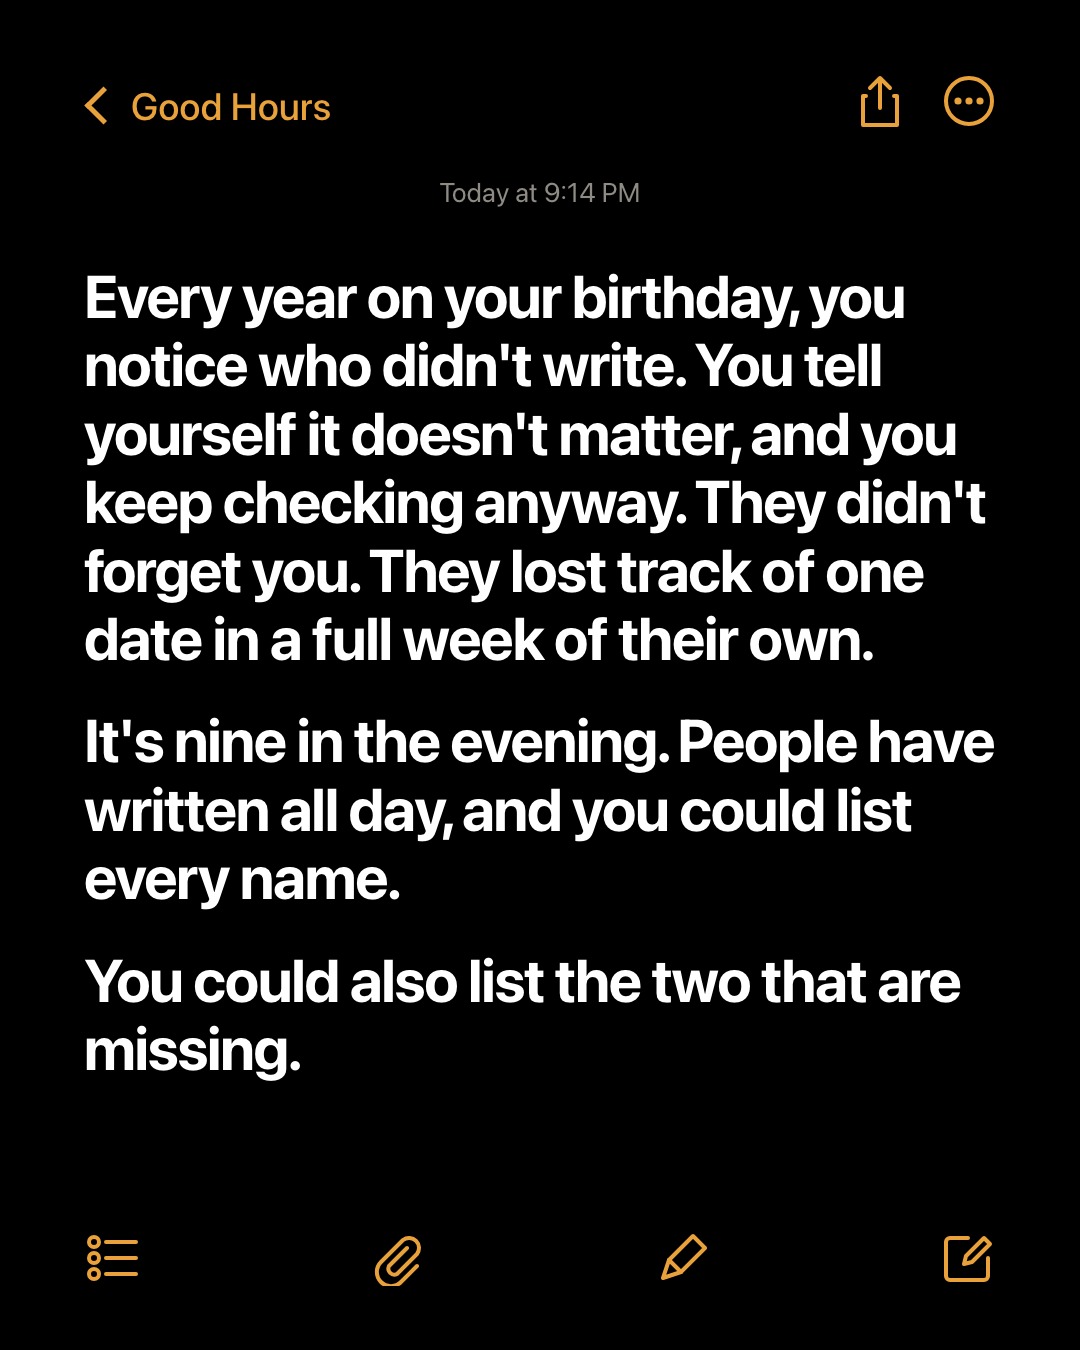 Good Hours
Today at 9:14 PM
Every year on your birthday, you
notice who didn't write. You tell
yourself it doesn't matter, and you
keep checking anyway. They didn't
forget you. They lost track of one
date in a full week of their own.
It's nine in the evening. People have
written all day, and you could list
every name.
You could also list the two that are
missing.